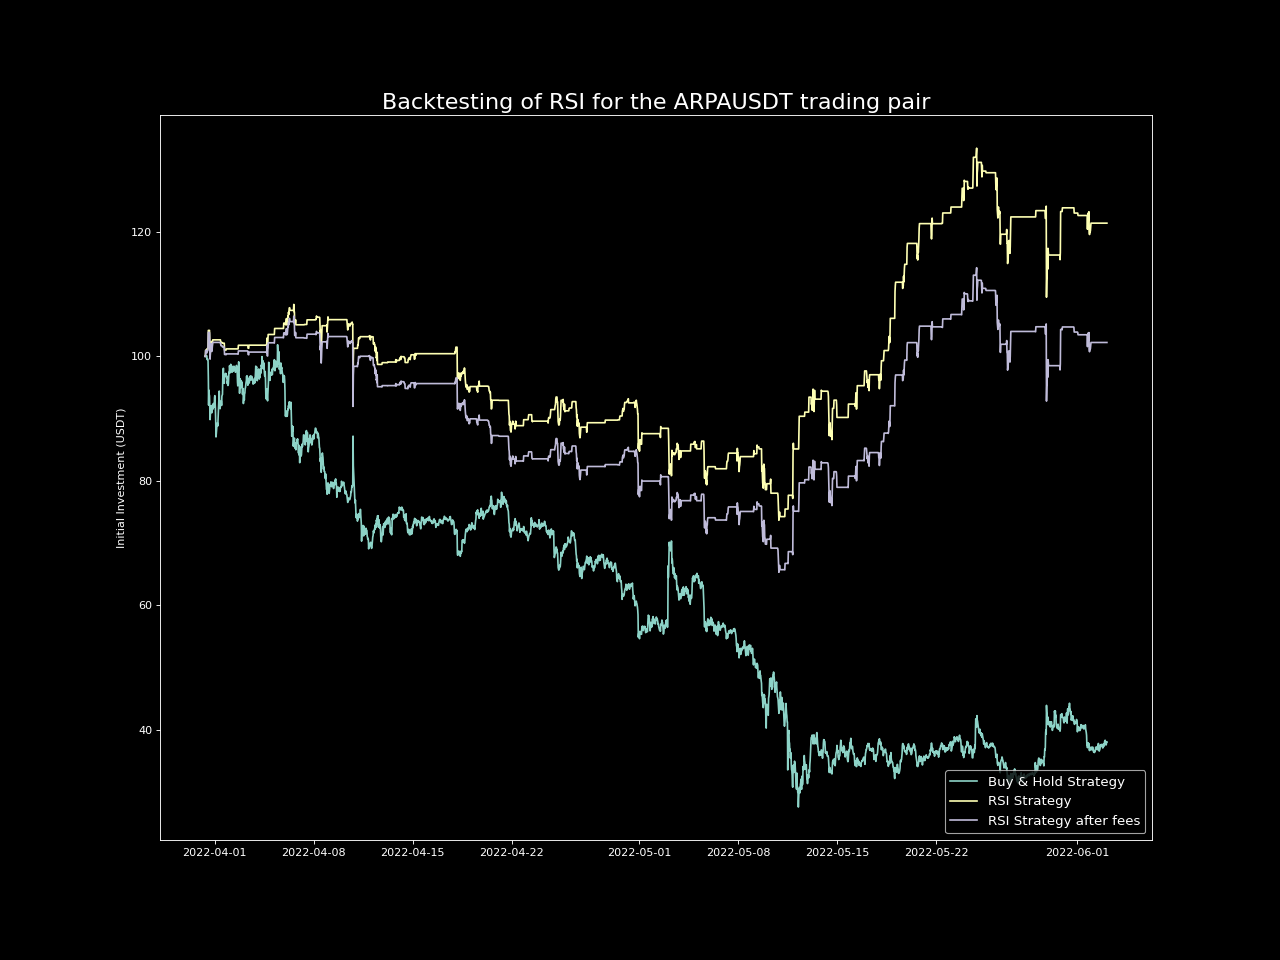 Backtesting of RSI for the ARPAUSDT trading pair
Initial Investment (USDT)
120
100
80
60
40
2022-04-01 2022-04-08 2022-04-15 2022-04-22 2022-05-01 2022-05-08 2022-05-15 2022-05-22 2022-06-01
Buy & Hold Strategy
RSI Strategy
RSI Strategy after fees